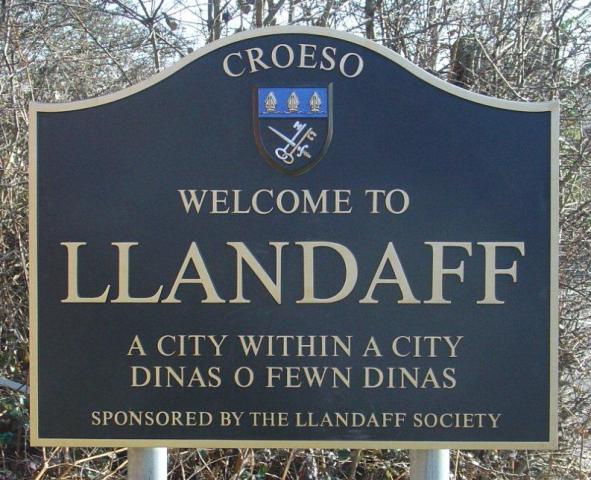 CROESO
WELCOME TO
LLANDAFF
A CITY WITHIN A CITY
DINAS O FEWN DINAS
SPONSORED BY THE LLANDAFF SOCIETY